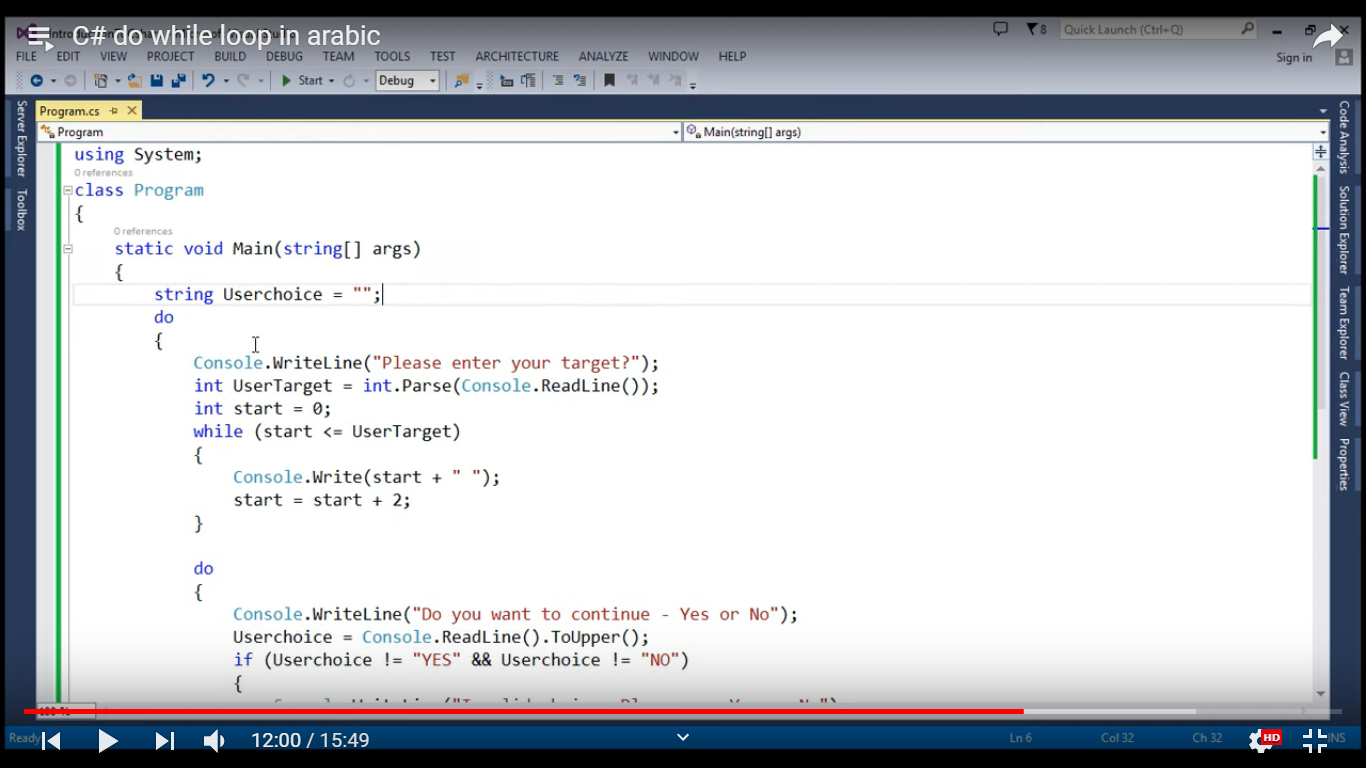 C# do while loop in arabic
8
Quick Launch (Ctrl+Q)
FILE EDIT VIEW PROJECT BUILD DEBUG TEAM TOOLS TEST ARCHITECTURE ANALYZE WINDOW HELP
Sign in
Start
Debug
Program.cs
Program
Main(string[] args)
Server Explorer
Toolbox
Code Analysis
Solution Explorer
Team Explorer
Class View
Properties
using System;
0 references
class Program
{
0 references
static void Main(string[] args)
{
string Userchoice = "";
do
{
Console.WriteLine("Please enter your target?");
int UserTarget = int.Parse(Console.ReadLine());
int start = 0;
while (start <= UserTarget)
{
Console.Write(start + " ");
start = start + 2;
}
do
{
Console.WriteLine("Do you want to continue - Yes or No");
Userchoice = Console.ReadLine().ToUpper();
if (Userchoice != "YES" && Userchoice != "NO")
{
Ready
12:00 / 15:49
Ln 6
Col 32
Ch 32
HD
INS